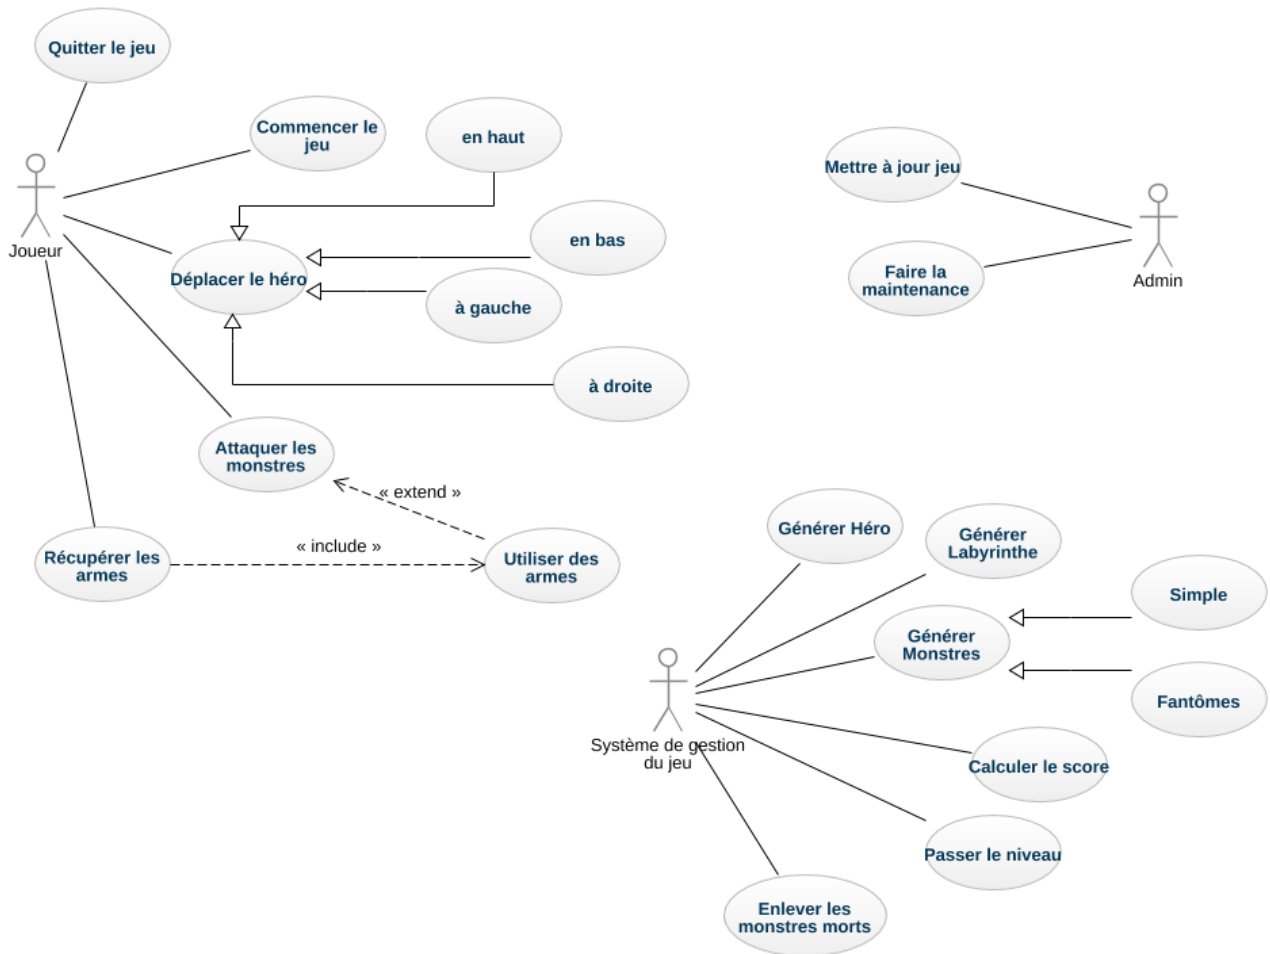 Quitter le jeu
Commencer le
jeu
en haut
Mettre à jour jeu
Joueur
en bas
Déplacer le héro
Faire la
maintenance
Admin
à gauche
à droite
Attaquer les
monstres
« extend »
« include »
Récupérer les
armes
Utiliser des
armes
Générer Héro
Générer
Labyrinthe
Simple
Générer
Monstres
Fantômes
Système de gestion
du jeu
Calculer le score
Passer le niveau
Enlever les
monstres morts